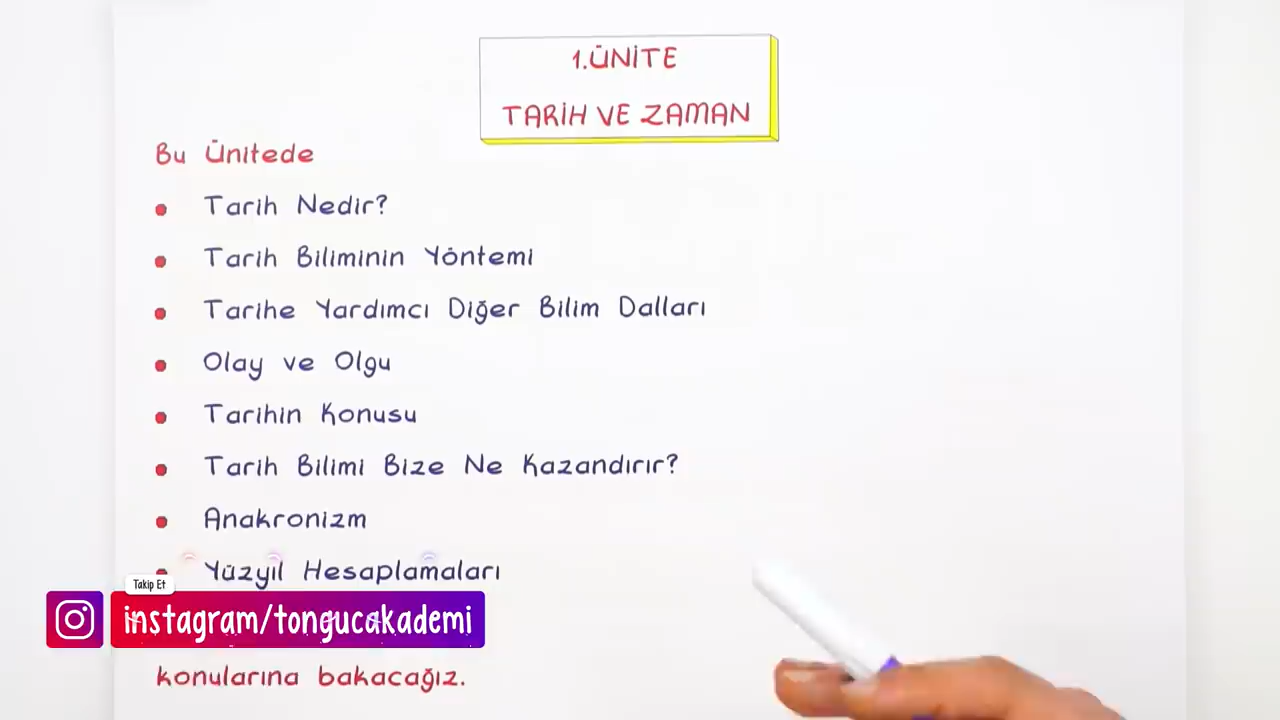 1.ÜNİTE
TARİH VE ZAMAN
Bu Ünitede
Tarih Nedir?
Tarih Biliminin Yöntemi
Tarihe Yardımcı Diğer Bilim Dalları
Olay ve Olgu
Tarihin Konusu
Tarih Bilimi Bize Ne Kazandırır?
Anakronizm
Yüzyıl Hesaplamaları
Takip Et
instagram/tongucakademi
konularına bakacağız.